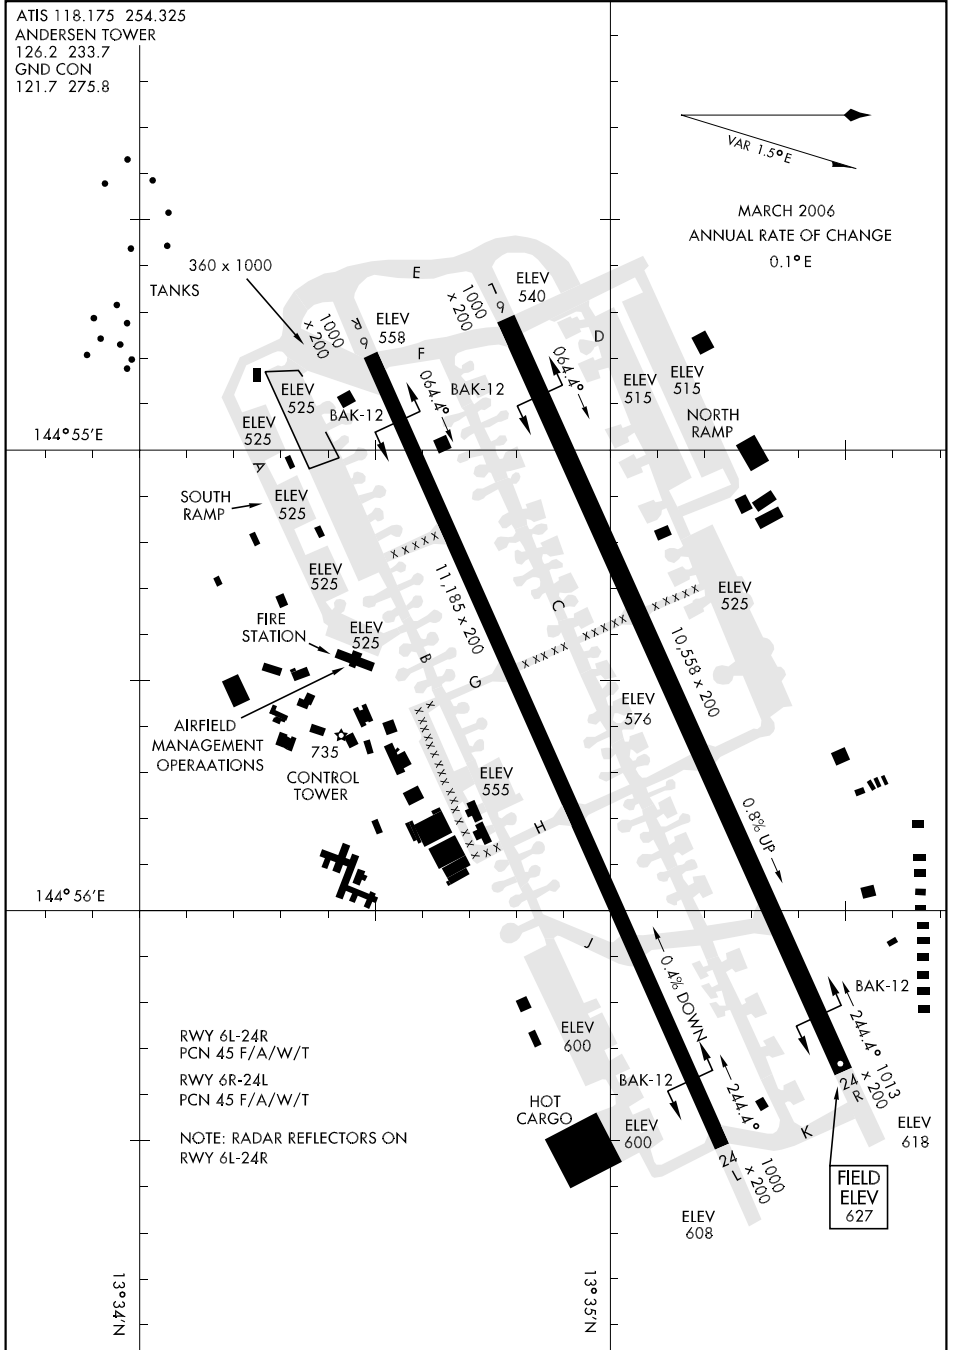 ATIS 118.175 254.325
ANDERSEN TOWER
126.2 233.7
GND CON
121.7 275.8
VAR 1.5°E
MARCH 2006
ANNUAL RATE OF CHANGE
0.1°E
360 x 1000
TANKS
E
1000
x 200
6 R
ELEV
558
1000
x 200
6 L
ELEV
540
D
F
064.4°
BAK-12
064.4°
BAK-12
ELEV
525
ELEV
525
ELEV
515
ELEV
515
NORTH
RAMP
144°55'E
A
SOUTH
RAMP
ELEV
525
x x x x x
11,185 x 200
ELEV
525
C
x x x x x
x x x x x x
x x x x x x
ELEV
525
10,558 x 200
FIRE
STATION
ELEV
525
B
G
ELEV
576
AIRFIELD
MANAGEMENT
OPERAATIONS
735
CONTROL
TOWER
ELEV
555
H
0.8% UP
144°56'E
J
0.4% DOWN
BAK-12
244.4°
1013
x 200
24
R
RWY 6L-24R
PCN 45 F/A/W/T
RWY 6R-24L
PCN 45 F/A/W/T
NOTE: RADAR REFLECTORS ON
RWY 6L-24R
ELEV
600
BAK-12
244.4°
HOT
CARGO
ELEV
600
K
ELEV
618
24
L
1000
x 200
FIELD
ELEV
627
ELEV
608
13°34'N
13°35'N